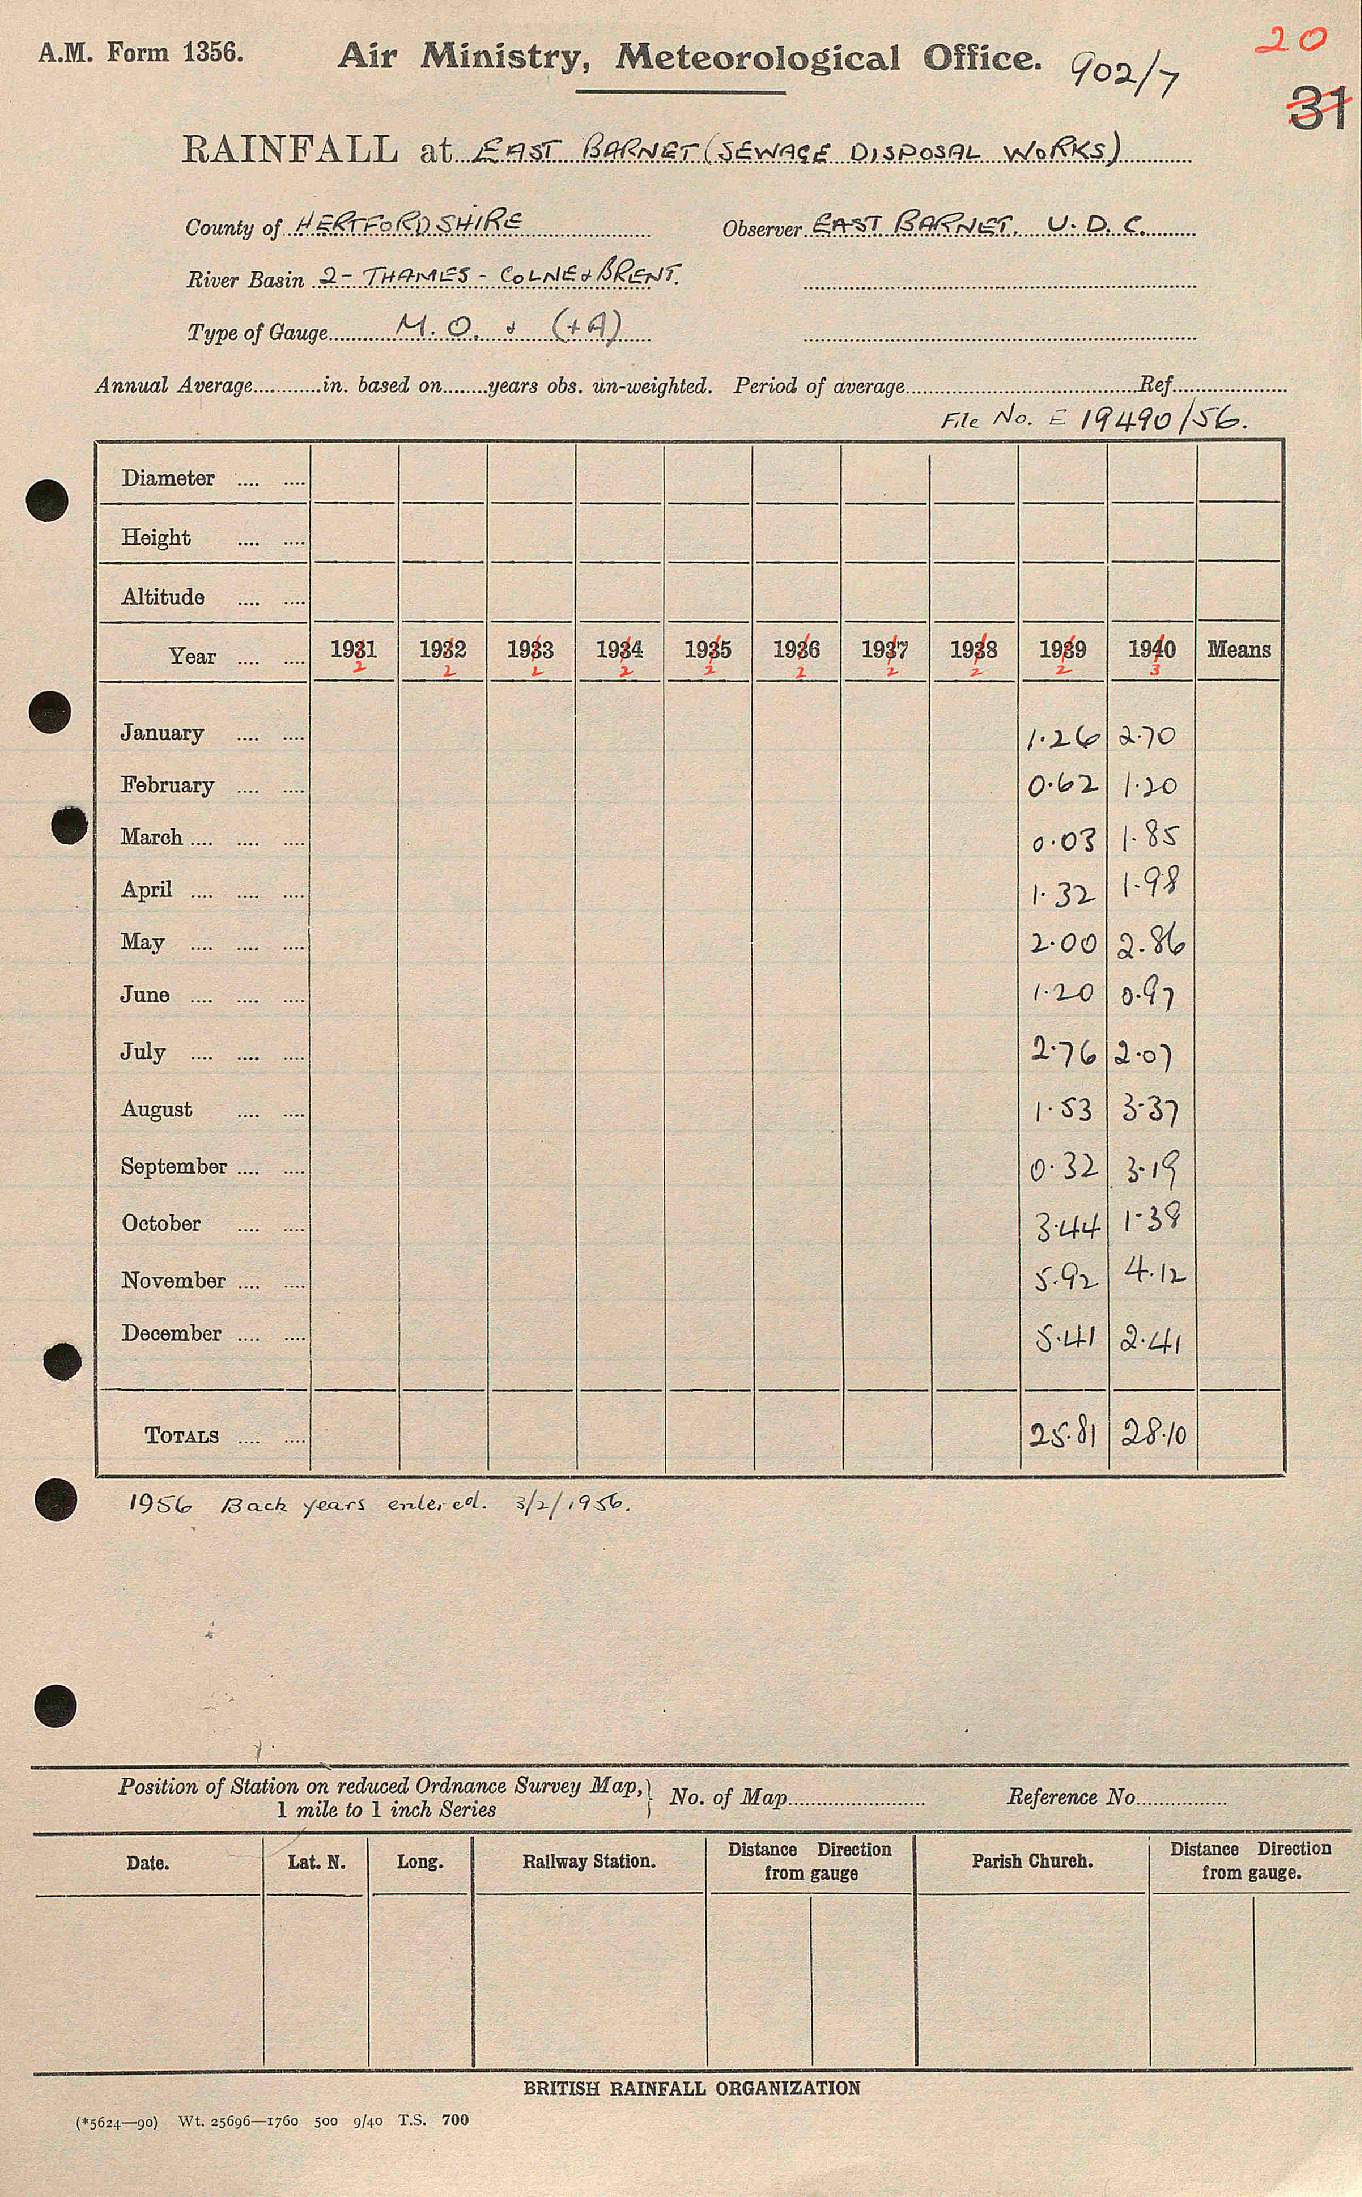 A.M. Form 1356. Air Ministry, Meteorological Office. 902/7 20
31
RAINFALL at EAST BARNET (SEWAGE DISPOSAL WORKS)
County of HERTFORDSHIRE Observer EAST BARNET. U.D.C.
River Basin 2 - THAMES - COLNE & BRENT.
Type of Gauge M.O. & (+A)
Annual Average in. based on years obs. un-weighted. Period of average Ref.
File No. E 19490/56.
Diameter
Height
Altitude
Year 1931 1932 1933 1934 1935 1936 1937 1938 1939 1940 Means
2 2 2 2 2 2 2 2 2 3
January 1.26 2.70
February 0.62 1.20
March 0.03 1.85
April 1.32 1.98
May 2.00 2.86
June 1.20 0.97
July 2.76 2.07
August 1.53 3.37
September 0.32 3.19
October 3.44 1.38
November 5.92 4.12
December 5.41 2.41
TOTALS 25.81 28.10
1956 Back years entered. 3/2/1956.
Position of Station on reduced Ordnance Survey Map, No. of Map Reference No.
1 mile to 1 inch Series
Date. Lat. N. Long. Railway Station. Distance Direction from gauge Parish Church. Distance Direction from gauge.
BRITISH RAINFALL ORGANIZATION
(*5624—90) Wt. 25696—1760 500 9/40 T.S. 700